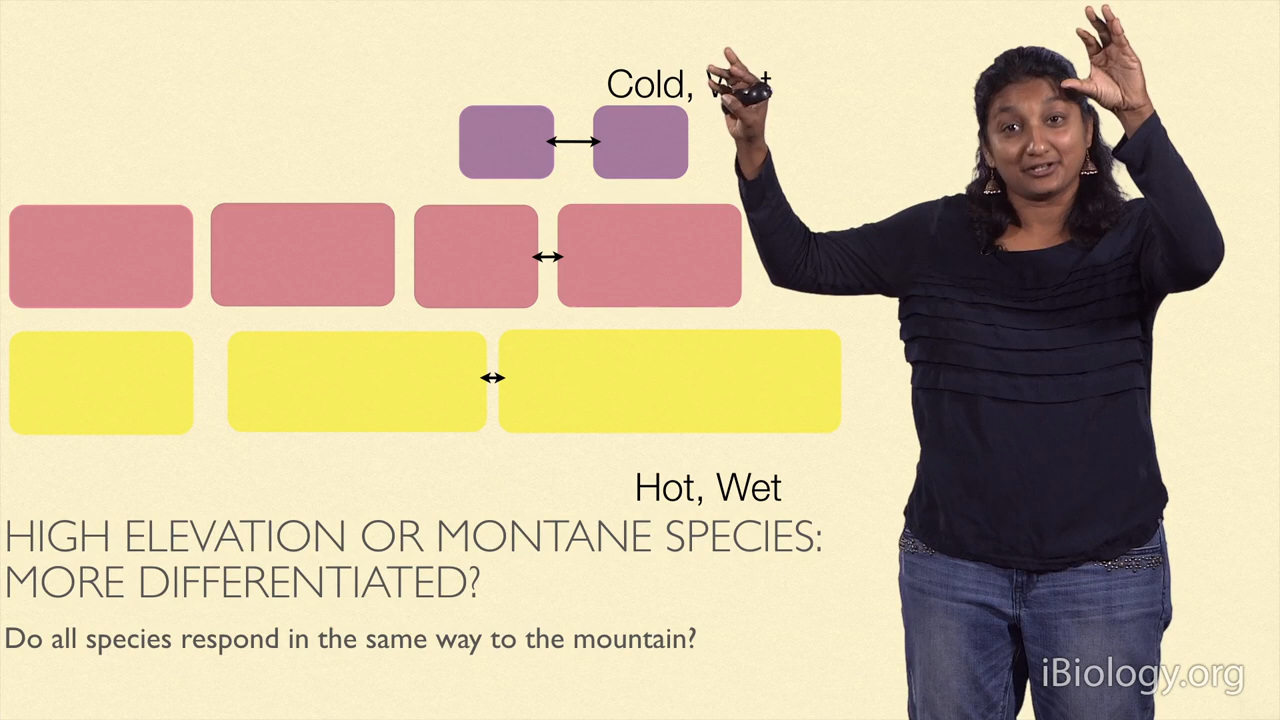 Cold,
Hot, Wet
HIGH ELEVATION OR MONTANE SPECIES:
MORE DIFFERENTIATED?
Do all species respond in the same way to the mountain?
iBiology.org